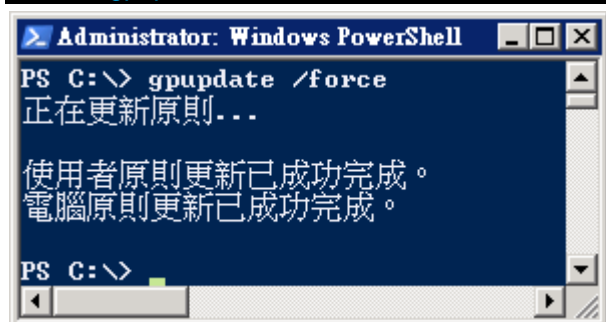 Administrator: Windows PowerShell
PS C:\> gpupdate /force
正在更新原則...
使用者原則更新已成功完成。
電腦原則更新已成功完成。
PS C:\>